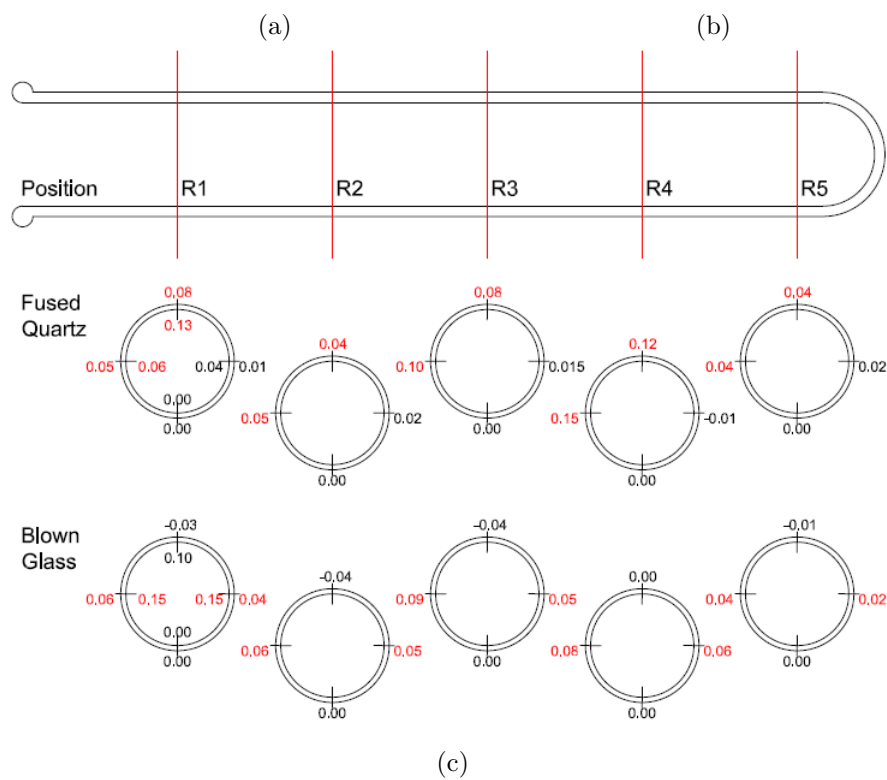 (a) (b)
Position R1 R2 R3 R4 R5
Fused
Quartz
0.08 0.08 0.04
0.13
0.04 0.12
0.05 0.06 0.04 0.01 0.10 0.015 0.04 0.02
0.00
0.05 0.02 0.15 -0.01
0.00 0.00 0.00
0.00 0.00
Blown
Glass
-0.03 -0.04 -0.01
0.10
-0.04 0.00
0.06 0.15 0.15 0.04 0.09 0.05 0.04 0.02
0.00
0.06 0.05 0.08 0.06
0.00 0.00 0.00
0.00 0.00
(c)